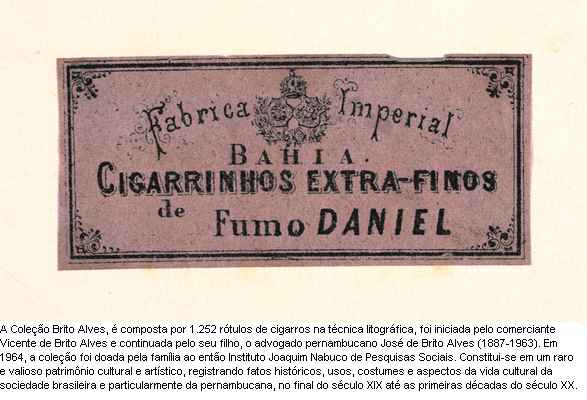 Fabrica Imperial
BAHIA.
CIGARRINHOS EXTRA-FINOS
de Fumo DANIEL
A Coleção Brito Alves, é composta por 1.252 rótulos de cigarros na técnica litográfica, foi iniciada pelo comerciante
Vicente de Brito Alves e continuada pelo seu filho, o advogado pernambucano José de Brito Alves (1887-1963). Em
1964, a coleção foi doada pela família ao então Instituto Joaquim Nabuco de Pesquisas Sociais. Constitui-se em um raro
e valioso patrimônio cultural e artístico, registrando fatos históricos, usos, costumes e aspectos da vida cultural da
sociedade brasileira e particularmente da pernambucana, no final do século XIX até as primeiras décadas do século XX.